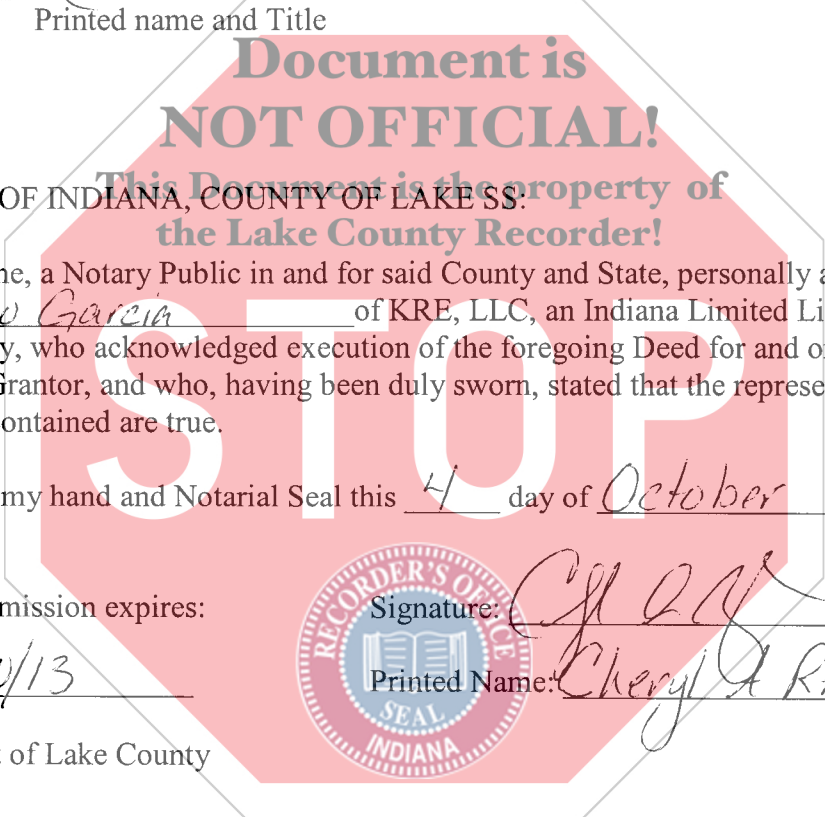 Printed name and Title
Document is
NOT OFFICIAL!
This Document is the property of
OF INDIANA, COUNTY OF LAKE SS:
the Lake County Recorder!
ne, a Notary Public in and for said County and State, personally a
o Garcia of KRE, LLC, an Indiana Limited Li
y, who acknowledged execution of the foregoing Deed for and o
Grantor, and who, having been duly sworn, stated that the represe
ontained are true.
STOP
my hand and Notarial Seal this 4 day of October
RECORDER'S OFFICE
mission expires: Signature:
/13 Printed Name: Cheryl A R
SEAL
INDIANA
t of Lake County